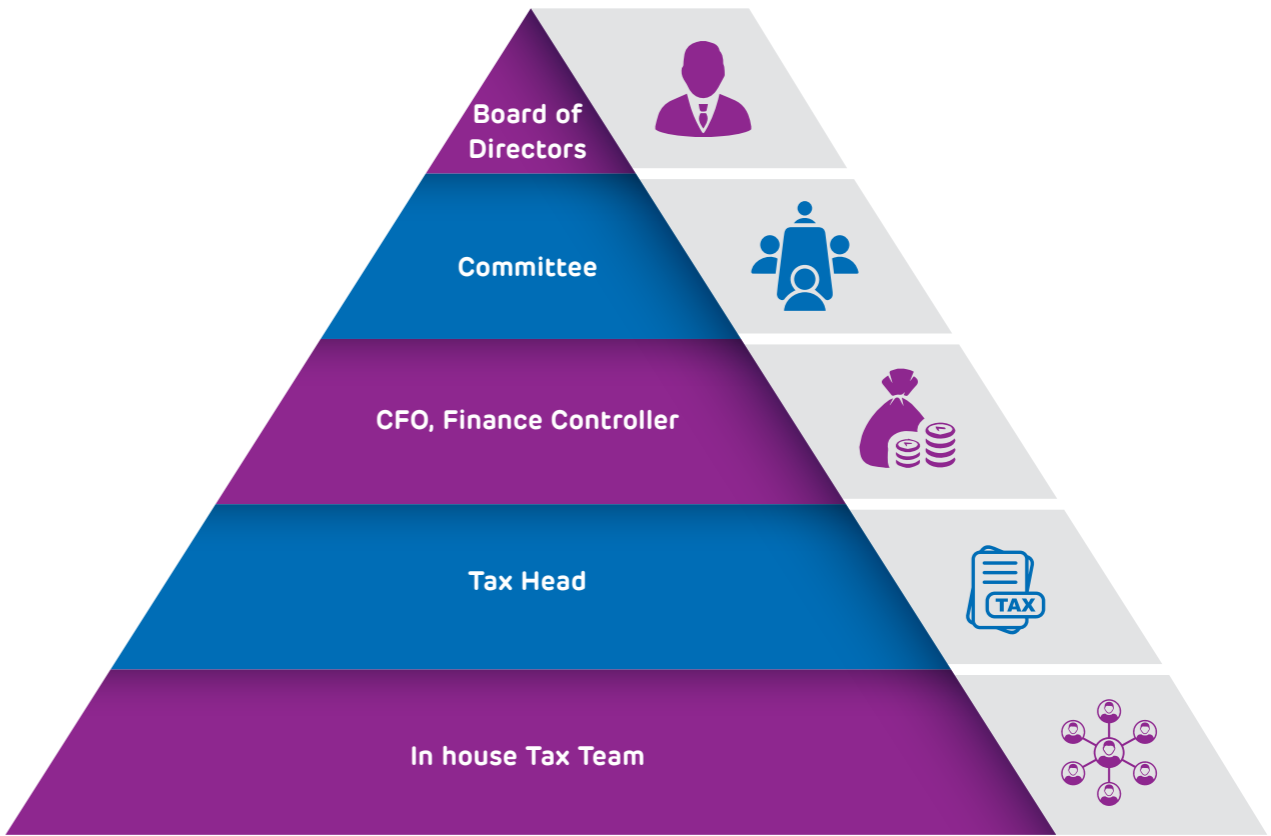 Board of
Directors
Committee
CFO, Finance Controller
Tax Head
TAX
In house Tax Team